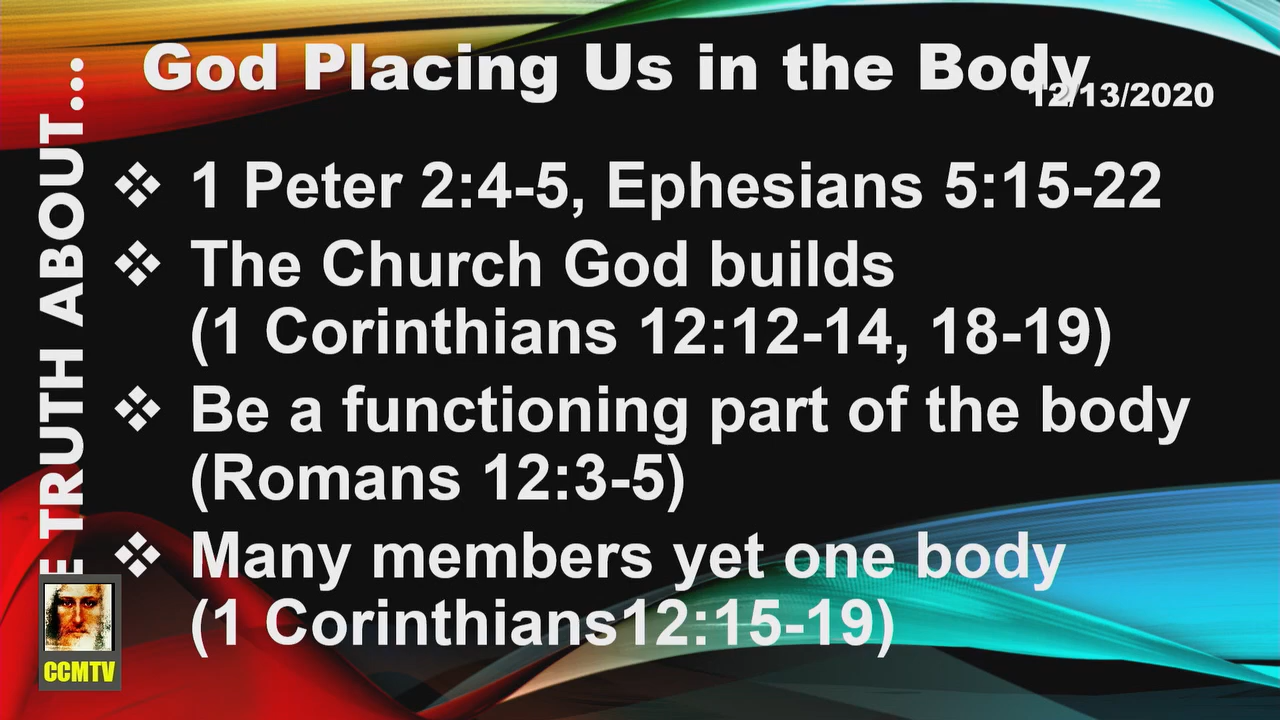 God Placing Us in the Body
12/13/2020
E TRUTH ABOUT...
❖ 1 Peter 2:4-5, Ephesians 5:15-22
❖ The Church God builds
(1 Corinthians 12:12-14, 18-19)
❖ Be a functioning part of the body
(Romans 12:3-5)
❖ Many members yet one body
(1 Corinthians12:15-19)
CCMTV